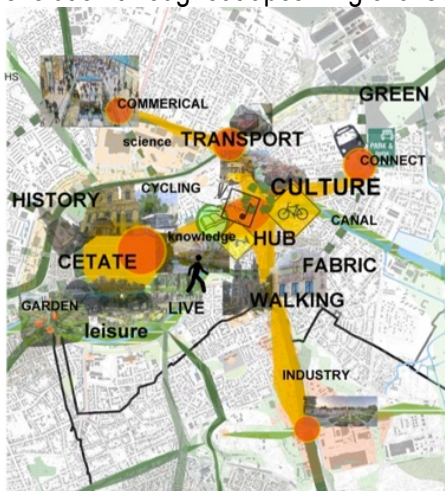 HS
COMMERICAL
GREEN
science
TRANSPORT
PARK &
CONNECT
CYCLING
CULTURE
HISTORY
CANAL
knowledge
HUB
CETATE
FABRIC
GARDEN
LIVE
WALKING
leisure
INDUSTRY